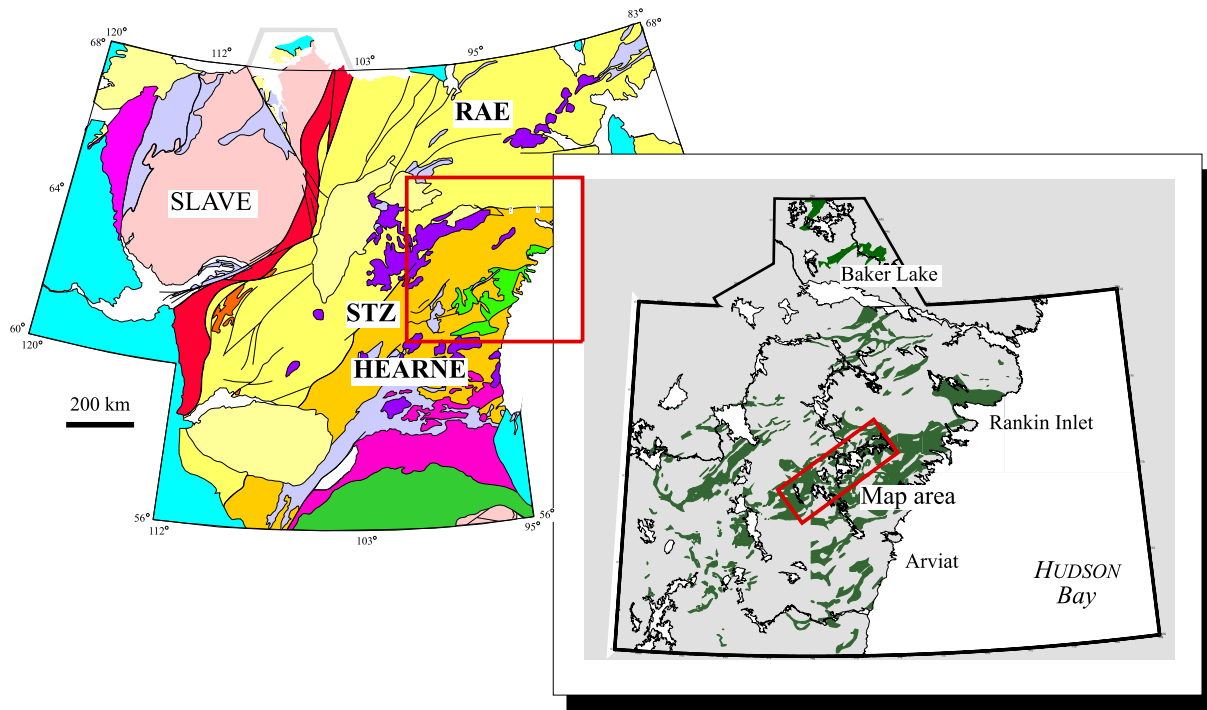 83°
68°
120°
68°
112°
103°
95°
RAE
64°
SLAVE
Baker Lake
STZ
60°
120°
HEARNE
200 km
Rankin Inlet
Map area
56°
112°
103°
56°
95°
Arviat
HUDSON
Bay